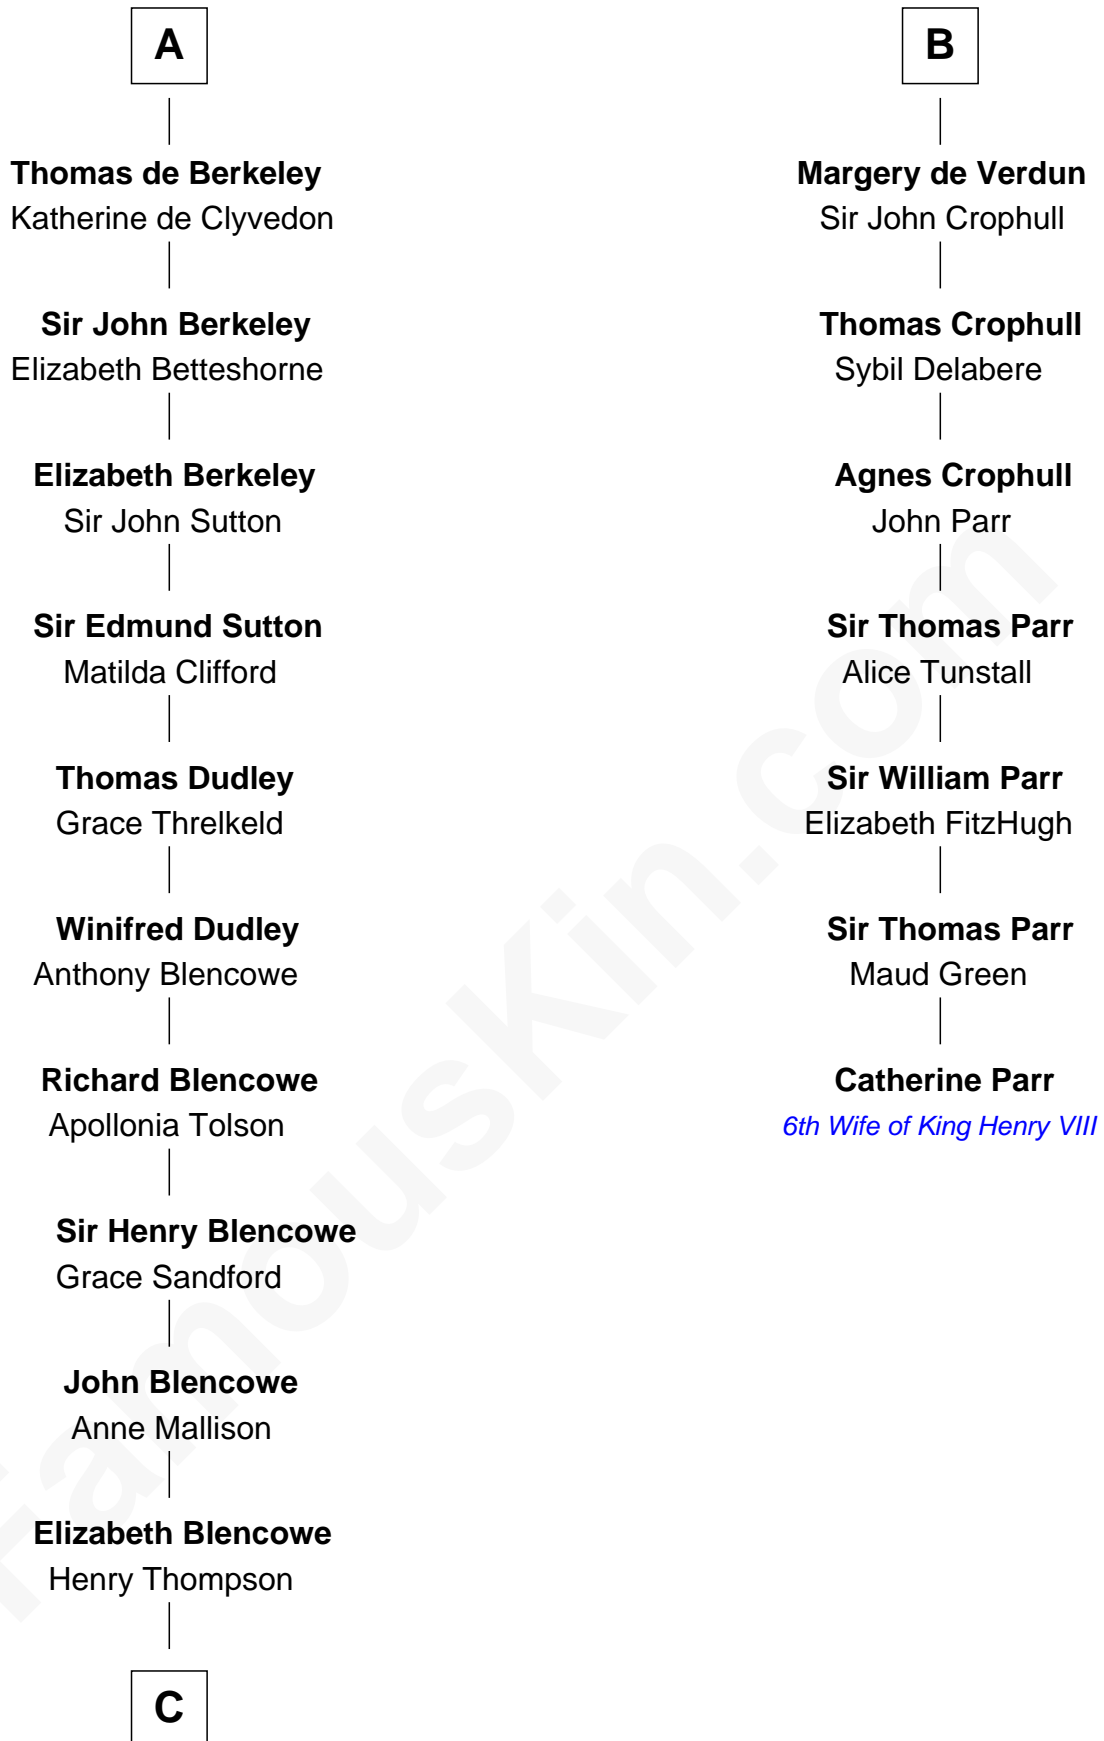 A
Thomas de Berkeley
Katherine de Clyvedon
Sir John Berkeley
Elizabeth Betteshorne
Elizabeth Berkeley
Sir John Sutton
Sir Edmund Sutton
Matilda Clifford
Thomas Dudley
Grace Threlkeld
Winifred Dudley
Anthony Blencowe
Richard Blencowe
Apollonia Tolson
Sir Henry Blencowe
Grace Sandford
John Blencowe
Anne Mallison
Elizabeth Blencowe
Henry Thompson
C
B
Margery de Verdun
Sir John Crophull
Thomas Crophull
Sybil Delabere
Agnes Crophull
John Parr
Sir Thomas Parr
Alice Tunstall
Sir William Parr
Elizabeth FitzHugh
Sir Thomas Parr
Maud Green
Catherine Parr
6th Wife of King Henry VIII
FamousKin.com